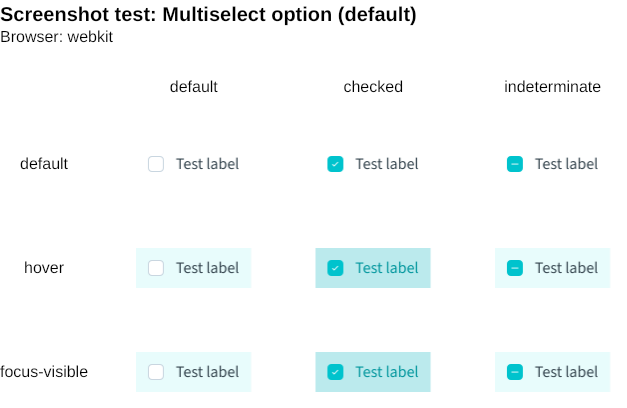 Screenshot test: Multiselect option (default)
Browser: webkit
default checked indeterminate
default Test label Test label Test label
hover Test label Test label Test label
focus-visible Test label Test label Test label